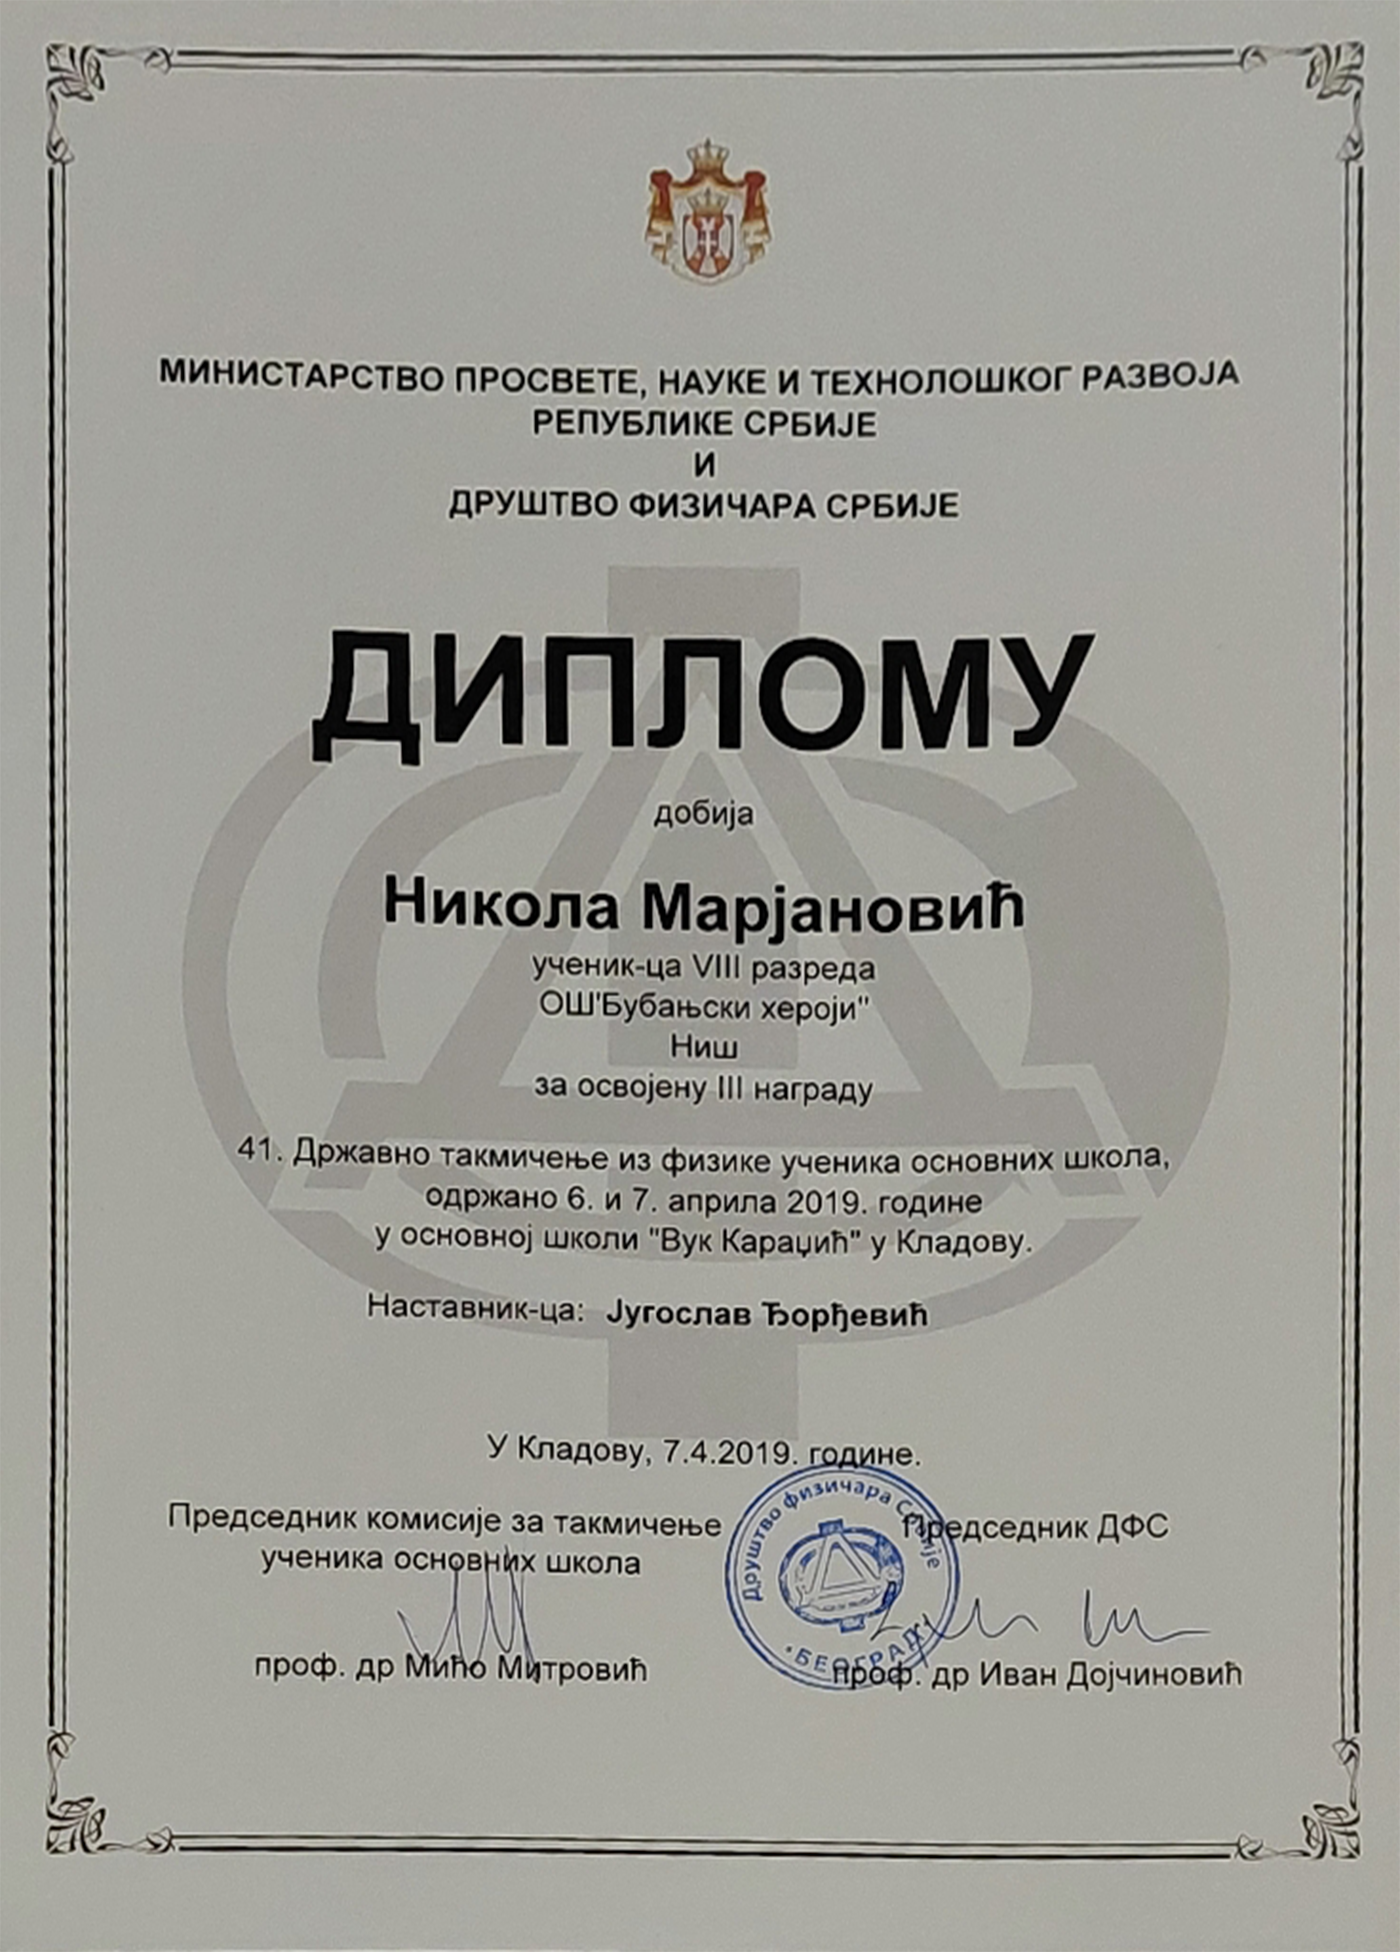 МИНИСТАРСТВО ПРОСВЕТЕ, НАУКЕ И ТЕХНОЛОШКОГ РАЗВОЈА
РЕПУБЛИКЕ СРБИЈЕ
И
ДРУШТВО ФИЗИЧАРА СРБИЈЕ
ДИПЛОМУ
добија
Никола Марјановић
ученик-ца VIII разреда
ОШ'Бубањски хероји"
Ниш
за освојену III награду
41. Државно такмичење из физике ученика основних школа,
одржано 6. и 7. априла 2019. године
у основној школи "Вук Караџић" у Кладову.
Наставник-ца: Југослав Ђорђевић
У Кладову, 7.4.2019. године.
Председник комисије за такмичење
ученика основних школа
проф. др Мићо Митровић
Друштво физичара Србије
БЕОГРАД
Председник ДФС
проф. др Иван Дојчиновић